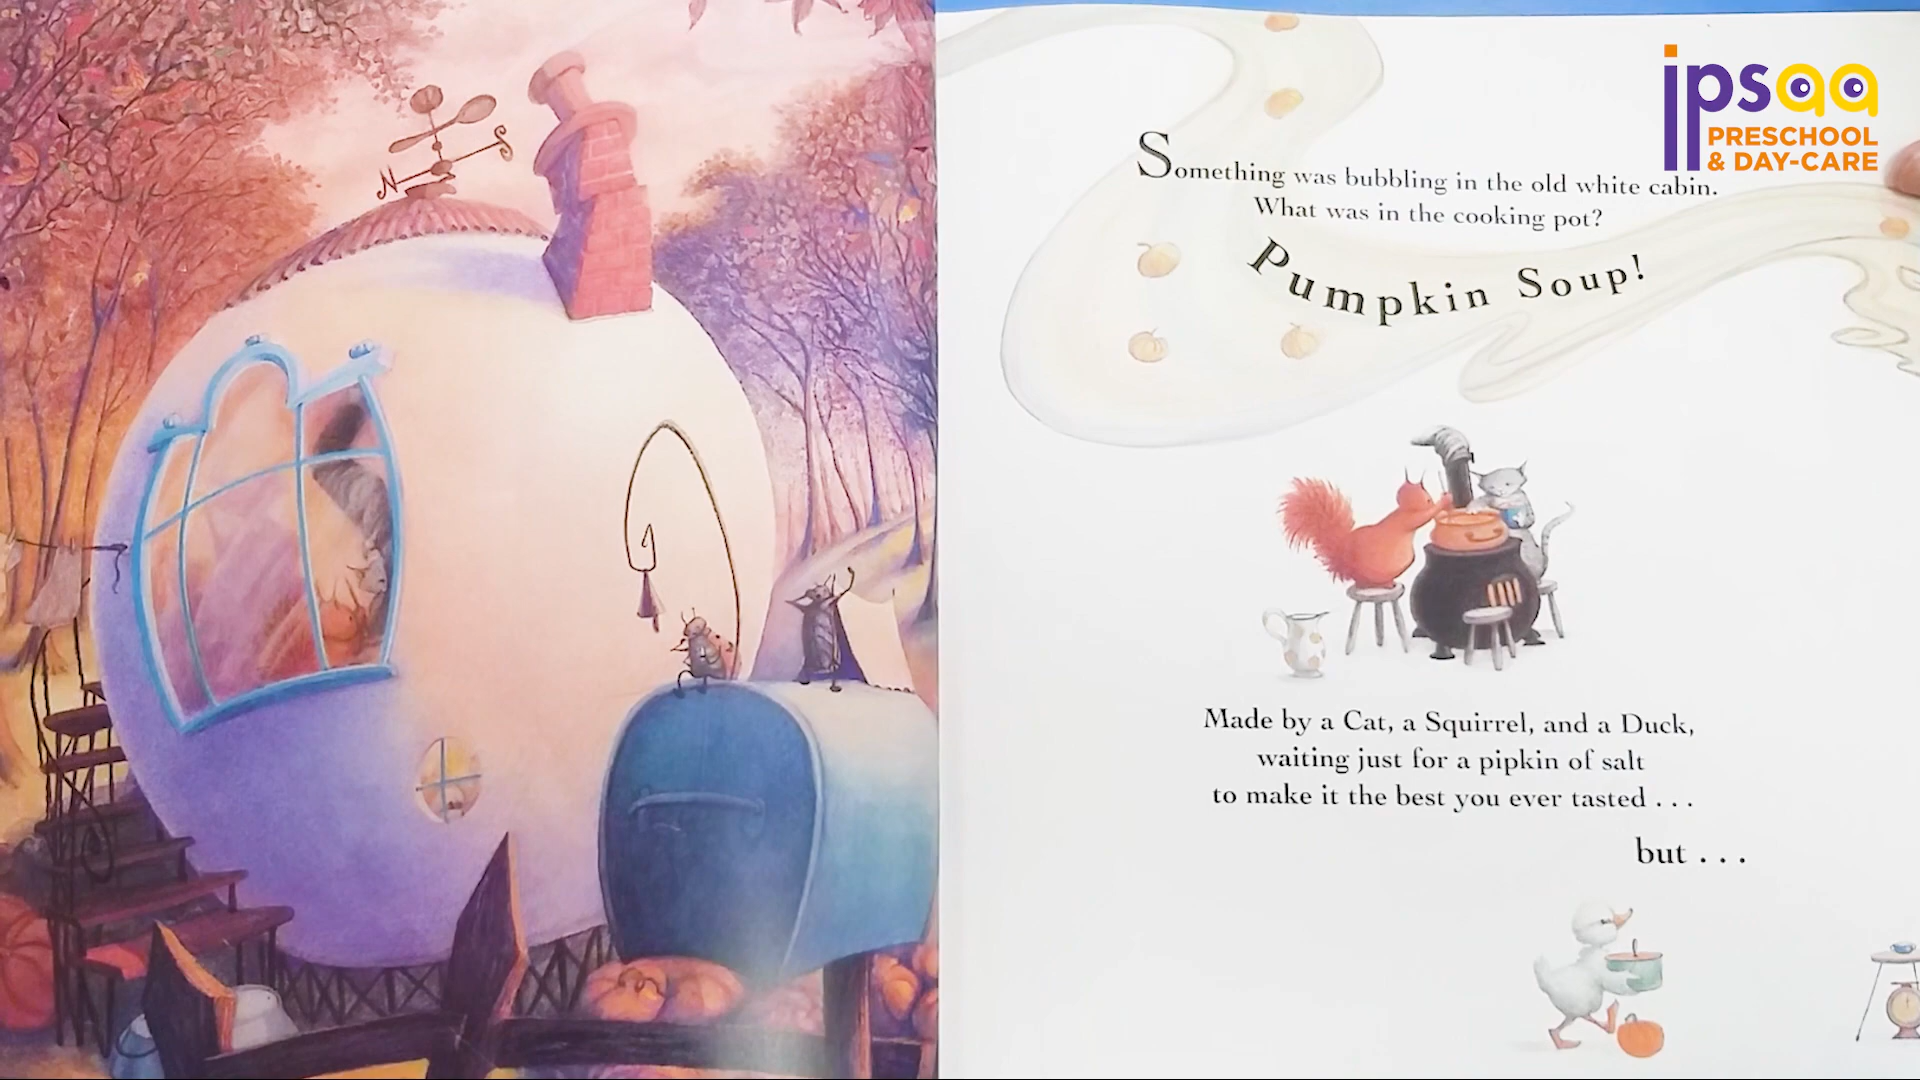 N
S
ipsaa
PRESCHOOL
& DAY-CARE
Something was bubbling in the old white cabin.
What was in the cooking pot?
Pumpkin Soup!
Made by a Cat, a Squirrel, and a Duck,
waiting just for a pipkin of salt
to make it the best you ever tasted . . .
but . . .